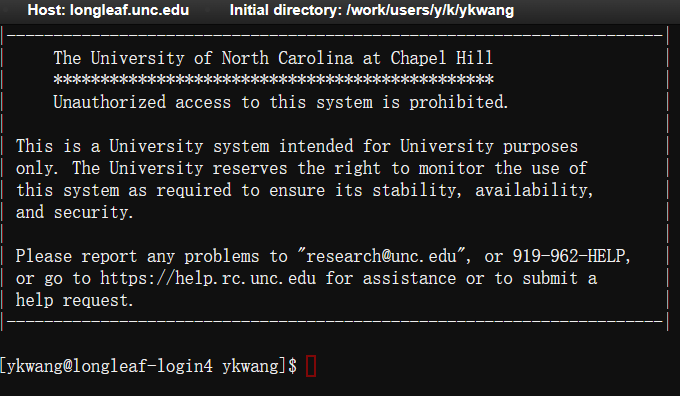 Host: longleaf.unc.edu Initial directory: /work/users/y/k/ykwang
|----------------------------------------------------------------------|
The University of North Carolina at Chapel Hill
***********************************************
Unauthorized access to this system is prohibited.
This is a University system intended for University purposes
only. The University reserves the right to monitor the use of
this system as required to ensure its stability, availability,
and security.
Please report any problems to "research@unc.edu", or 919-962-HELP,
or go to https://help.rc.unc.edu for assistance or to submit a
help request.
|----------------------------------------------------------------------|
[ykwang@longleaf-login4 ykwang]$